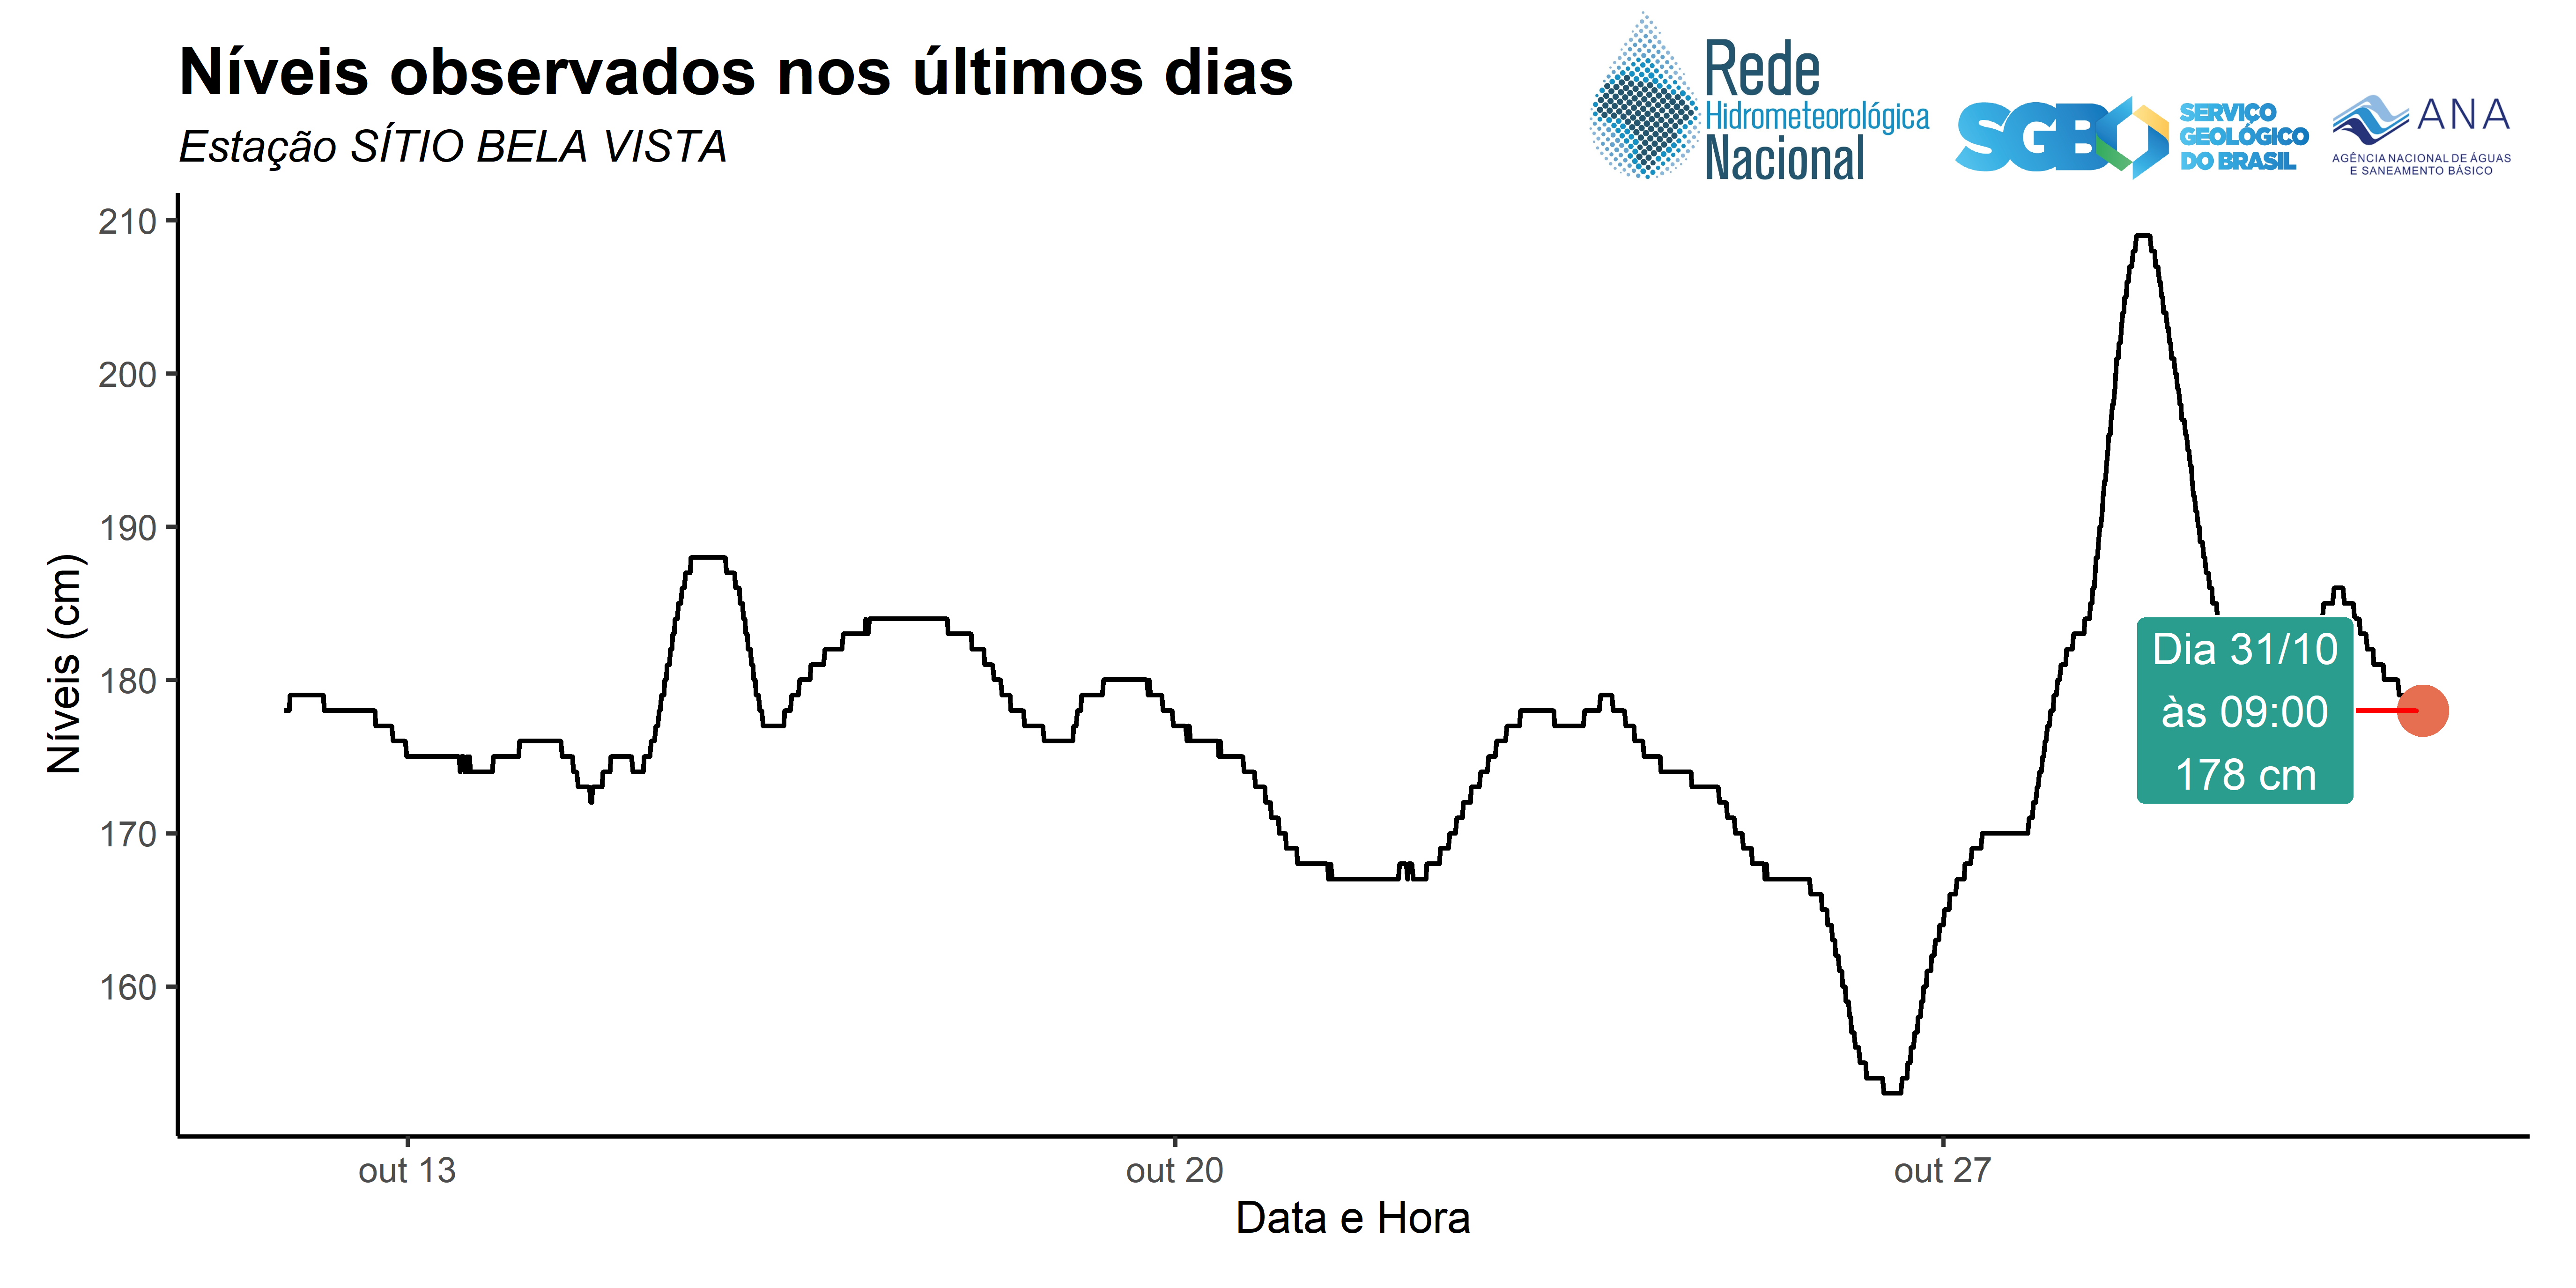 Níveis observados nos últimos dias
Estação SÍTIO BELA VISTA
Rede
Hidrometeorológica
Nacional
SGB
SERVIÇO
GEOLÓGICO
DO BRASIL
ANA
AGÊNCIA NACIONAL DE ÁGUAS
E SANEAMENTO BÁSICO
Níveis (cm)
210
200
190
180
170
160
Dia 31/10
às 09:00
178 cm
out 13
out 20
out 27
Data e Hora